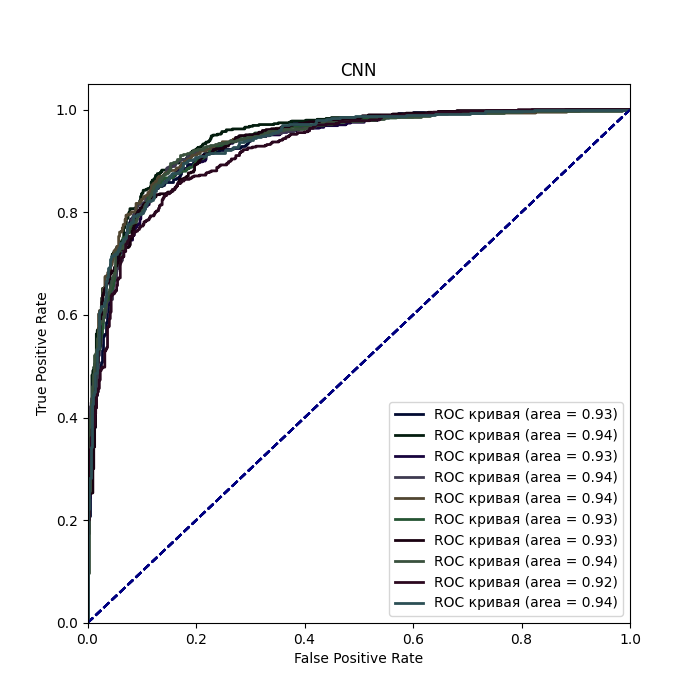 CNN
1.0
0.8
0.6
0.4
0.2
0.0
True Positive Rate
ROC кривая (area = 0.93)
ROC кривая (area = 0.94)
ROC кривая (area = 0.93)
ROC кривая (area = 0.94)
ROC кривая (area = 0.94)
ROC кривая (area = 0.93)
ROC кривая (area = 0.93)
ROC кривая (area = 0.94)
ROC кривая (area = 0.92)
ROC кривая (area = 0.94)
0.0 0.2 0.4 0.6 0.8 1.0
False Positive Rate